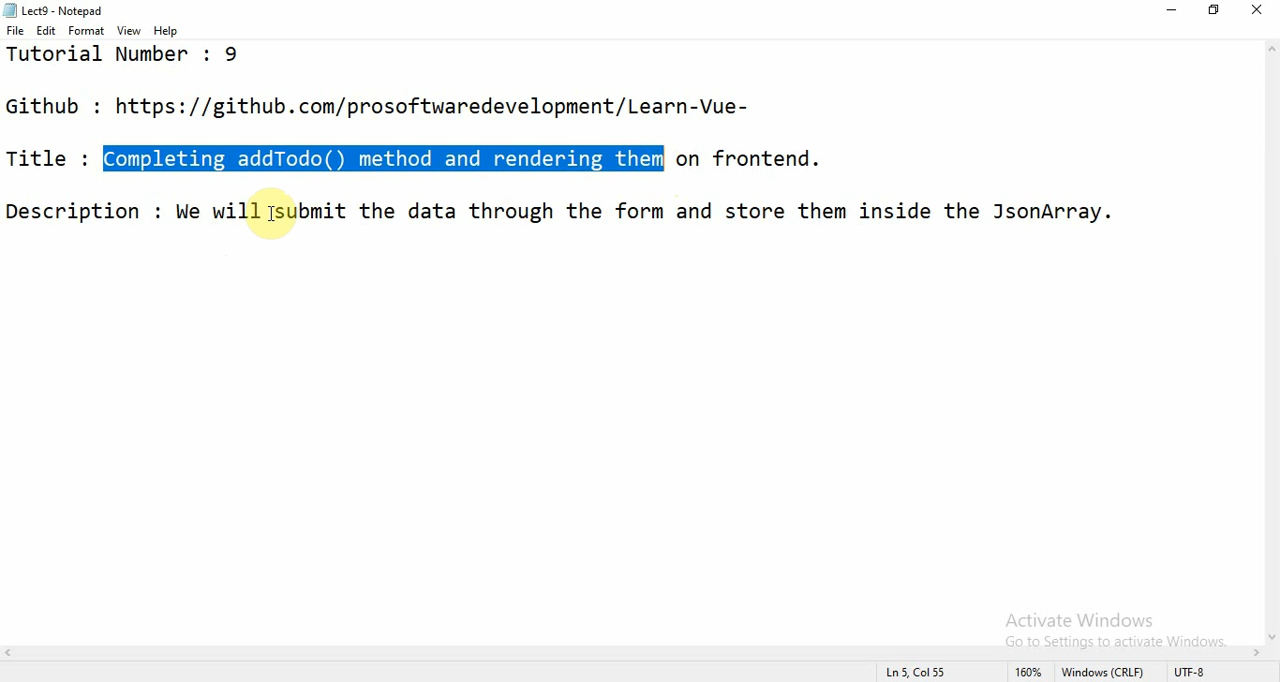 Lect9 - Notepad
File Edit Format View Help
Tutorial Number : 9
Github : https://github.com/prosoftwaredevelopment/Learn-Vue-
Title : Completing addTodo() method and rendering them on frontend.
Description : We will submit the data through the form and store them inside the JsonArray.
Activate Windows
Go to Settings to activate Windows.
Ln 5, Col 55 160% Windows (CRLF) UTF-8